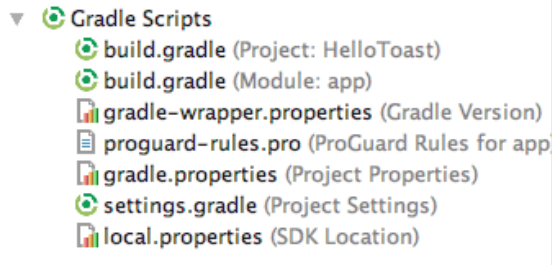 Gradle Scripts
build.gradle (Project: HelloToast)
build.gradle (Module: app)
gradle-wrapper.properties (Gradle Version)
proguard-rules.pro (ProGuard Rules for app)
gradle.properties (Project Properties)
settings.gradle (Project Settings)
local.properties (SDK Location)